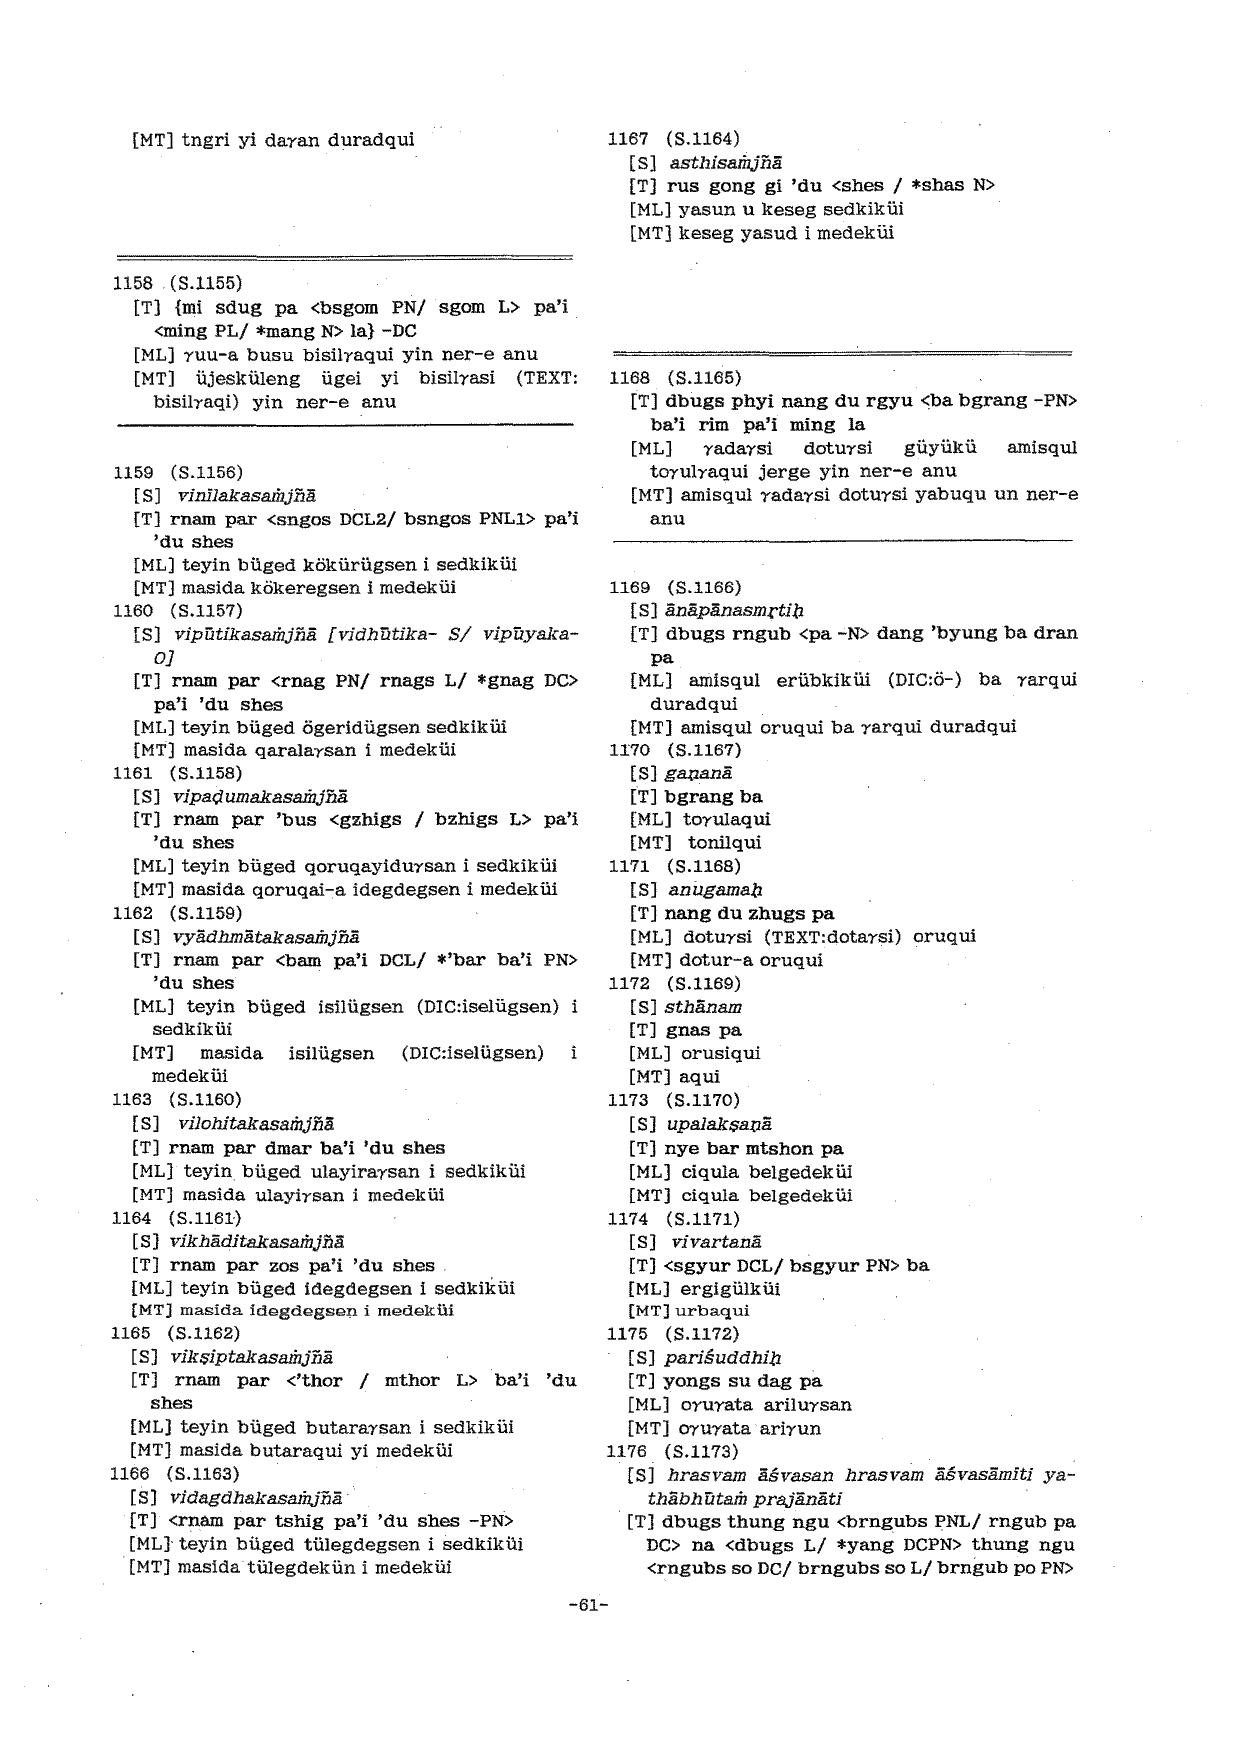 [MT] tngri yi daγan duradqui
1158 (S.1155)
[T] {mi sdug pa <bsgom PN/ sgom L> pa'i
<ming PL/ *mang N> la} -DC
[ML] γuu-a busu bisilγaqui yin ner-e anu
[MT] üjesküleng ügei yi bisilγasi (TEXT:
bisilγaqi) yin ner-e anu
1159 (S.1156)
[S] vinīlakasaṁjñā
[T] rnam par <sngos DCL2/ bsngos PNL1> pa'i
'du shes
[ML] teyin büged kökürügsen i sedkiküi
[MT] masida kökeregsen i medeküi
1160 (S.1157)
[S] vipūtikasaṁjñā [vidhūtika- S/ vipūyaka-
O]
[T] rnam par <rnag PN/ rnags L/ *gnag DC>
pa'i 'du shes
[ML] teyin büged ögeridügsen sedkiküi
[MT] masida qaralaγsan i medeküi
1161 (S.1158)
[S] vipaḍumakasaṁjñā
[T] rnam par 'bus <gzhigs / bzhigs L> pa'i
'du shes
[ML] teyin büged qoruqayiduγsan i sedkiküi
[MT] masida qoruqai-a idegdegsen i medeküi
1162 (S.1159)
[S] vyādhmātakasaṁjñā
[T] rnam par <bam pa'i DCL/ *'bar ba'i PN>
'du shes
[ML] teyin büged isilügsen (DIC:iselügsen) i
sedkiküi
[MT] masida isilügsen (DIC:iselügsen) i
medeküi
1163 (S.1160)
[S] vilohitakasaṁjñā
[T] rnam par dmar ba'i 'du shes
[ML] teyin büged ulayiraγsan i sedkiküi
[MT] masida ulayiγsan i medeküi
1164 (S.1161)
[S] vikhāditakasaṁjñā
[T] rnam par zos pa'i 'du shes
[ML] teyin büged idegdegsen i sedkiküi
[MT] masida idegdegsen i medeküi
1165 (S.1162)
[S] vikṣiptakasaṁjñā
[T] rnam par <'thor / mthor L> ba'i 'du
shes
[ML] teyin büged butaraγsan i sedkiküi
[MT] masida butaraqui yi medeküi
1166 (S.1163)
[S] vidagdhakasaṁjñā
[T] <rnam par tshig pa'i 'du shes -PN>
[ML] teyin büged tülegdegsen i sedkiküi
[MT] masida tülegdekün i medeküi
1167 (S.1164)
[S] asthisaṁjñā
[T] rus gong gi 'du <shes / *shas N>
[ML] yasun u keseg sedkiküi
[MT] keseg yasud i medeküi
1168 (S.1165)
[T] dbugs phyi nang du rgyu <ba bgrang -PN>
ba'i rim pa'i ming la
[ML] γadaγsi dotuγsi güyükü amisqul
toγulγaqui jerge yin ner-e anu
[MT] amisqul γadaγsi dotuγsi yabuqu un ner-e
anu
1169 (S.1166)
[S] ānāpānasmṛtiḥ
[T] dbugs rngub <pa -N> dang 'byung ba dran
pa
[ML] amisqul erübkiküi (DIC:ö-) ba γarqui
duradqui
[MT] amisqul oruqui ba γarqui duradqui
1170 (S.1167)
[S] gaṇanā
[T] bgrang ba
[ML] toγulaqui
[MT] tonilqui
1171 (S.1168)
[S] anugamaḥ
[T] nang du zhugs pa
[ML] dotuγsi (TEXT:dotaγsi) oruqui
[MT] dotur-a oruqui
1172 (S.1169)
[S] sthānam
[T] gnas pa
[ML] orusiqui
[MT] aqui
1173 (S.1170)
[S] upalakṣaṇā
[T] nye bar mtshon pa
[ML] ciqula belgedeküi
[MT] ciqula belgedeküi
1174 (S.1171)
[S] vivartanā
[T] <sgyur DCL/ bsgyur PN> ba
[ML] ergigülküi
[MT] urbaqui
1175 (S.1172)
[S] pariśuddhiḥ
[T] yongs su dag pa
[ML] oγuγata ariluγsan
[MT] oγuγata ariγun
1176 (S.1173)
[S] hrasvam āśvasan hrasvam āśvasāmīti ya-
thābhūtaṁ prajānāti
[T] dbugs thung ngu <brngubs PNL/ rngub pa
DC> na <dbugs L/ *yang DCPN> thung ngu
<rngubs so DC/ brngubs so L/ brngub po PN>
-61-